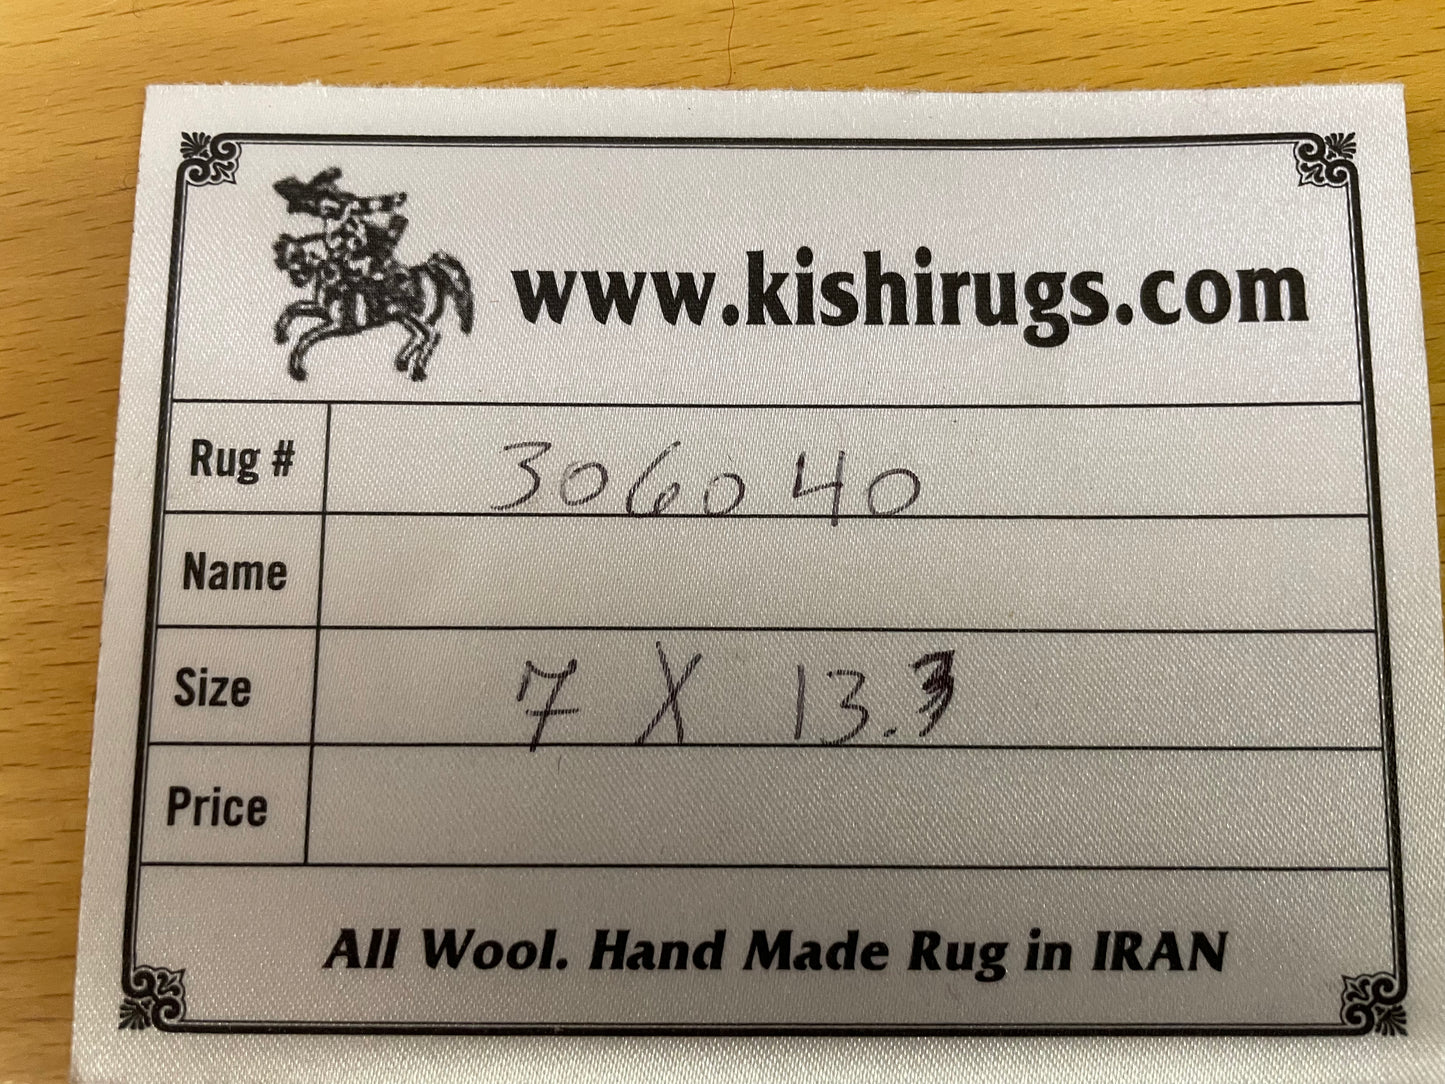 www.kishirugs.com
Rug # 306040
Name
Size 7 X 13.3
Price
All Wool. Hand Made Rug in IRAN